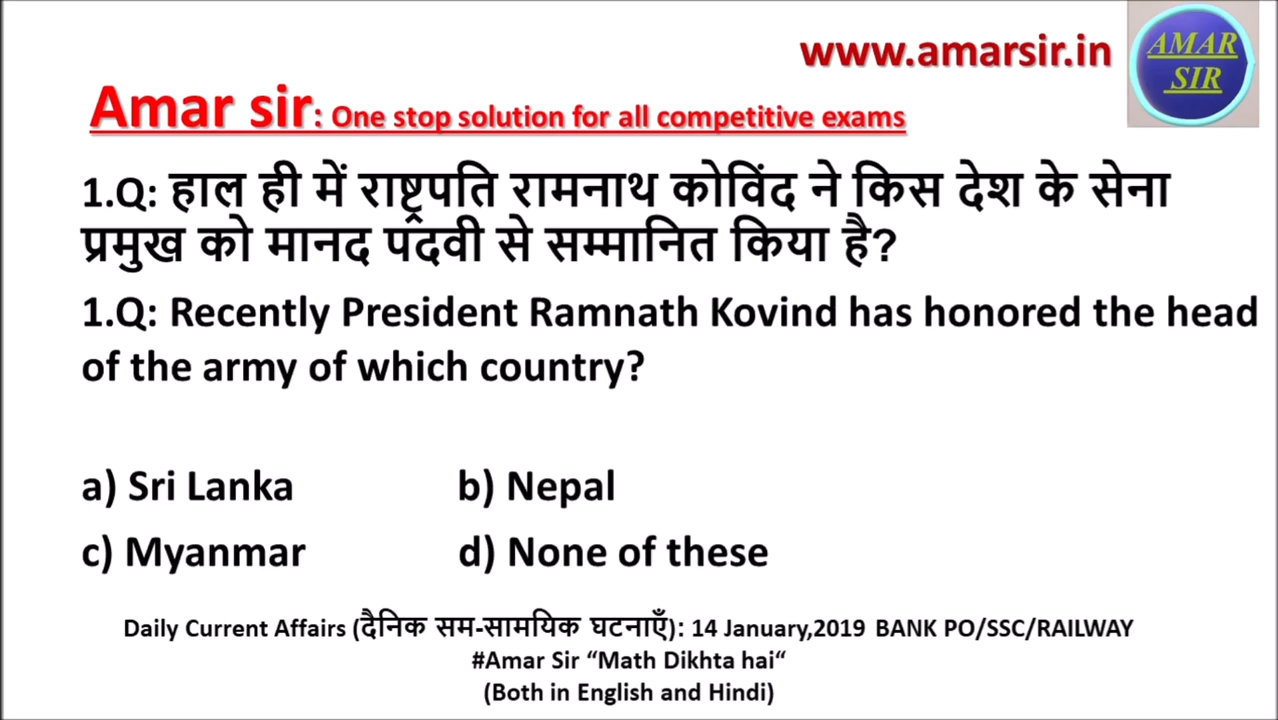 www.amarsir.in
AMAR
SIR
Amar sir: One stop solution for all competitive exams
1.Q: हाल ही में राष्ट्रपति रामनाथ कोविंद ने किस देश के सेना
प्रमुख को मानद पदवी से सम्मानित किया है?
1.Q: Recently President Ramnath Kovind has honored the head
of the army of which country?
a) Sri Lanka b) Nepal
c) Myanmar d) None of these
Daily Current Affairs (दैनिक सम-सामयिक घटनाएँ): 14 January,2019 BANK PO/SSC/RAILWAY
#Amar Sir “Math Dikhta hai“
(Both in English and Hindi)